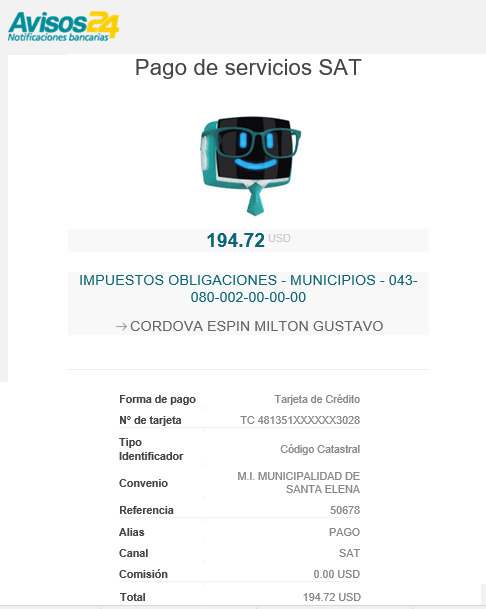 Avisos24
Notificaciones bancarias
Pago de servicios SAT
194.72 USD
IMPUESTOS OBLIGACIONES - MUNICIPIOS - 043-
080-002-00-00-00
→ CORDOVA ESPIN MILTON GUSTAVO
Forma de pago Tarjeta de Crédito
N° de tarjeta TC 481351XXXXXX3028
Tipo
Identificador Código Catastral
Convenio M.I. MUNICIPALIDAD DE
SANTA ELENA
Referencia 50678
Alias PAGO
Canal SAT
Comisión 0.00 USD
Total 194.72 USD